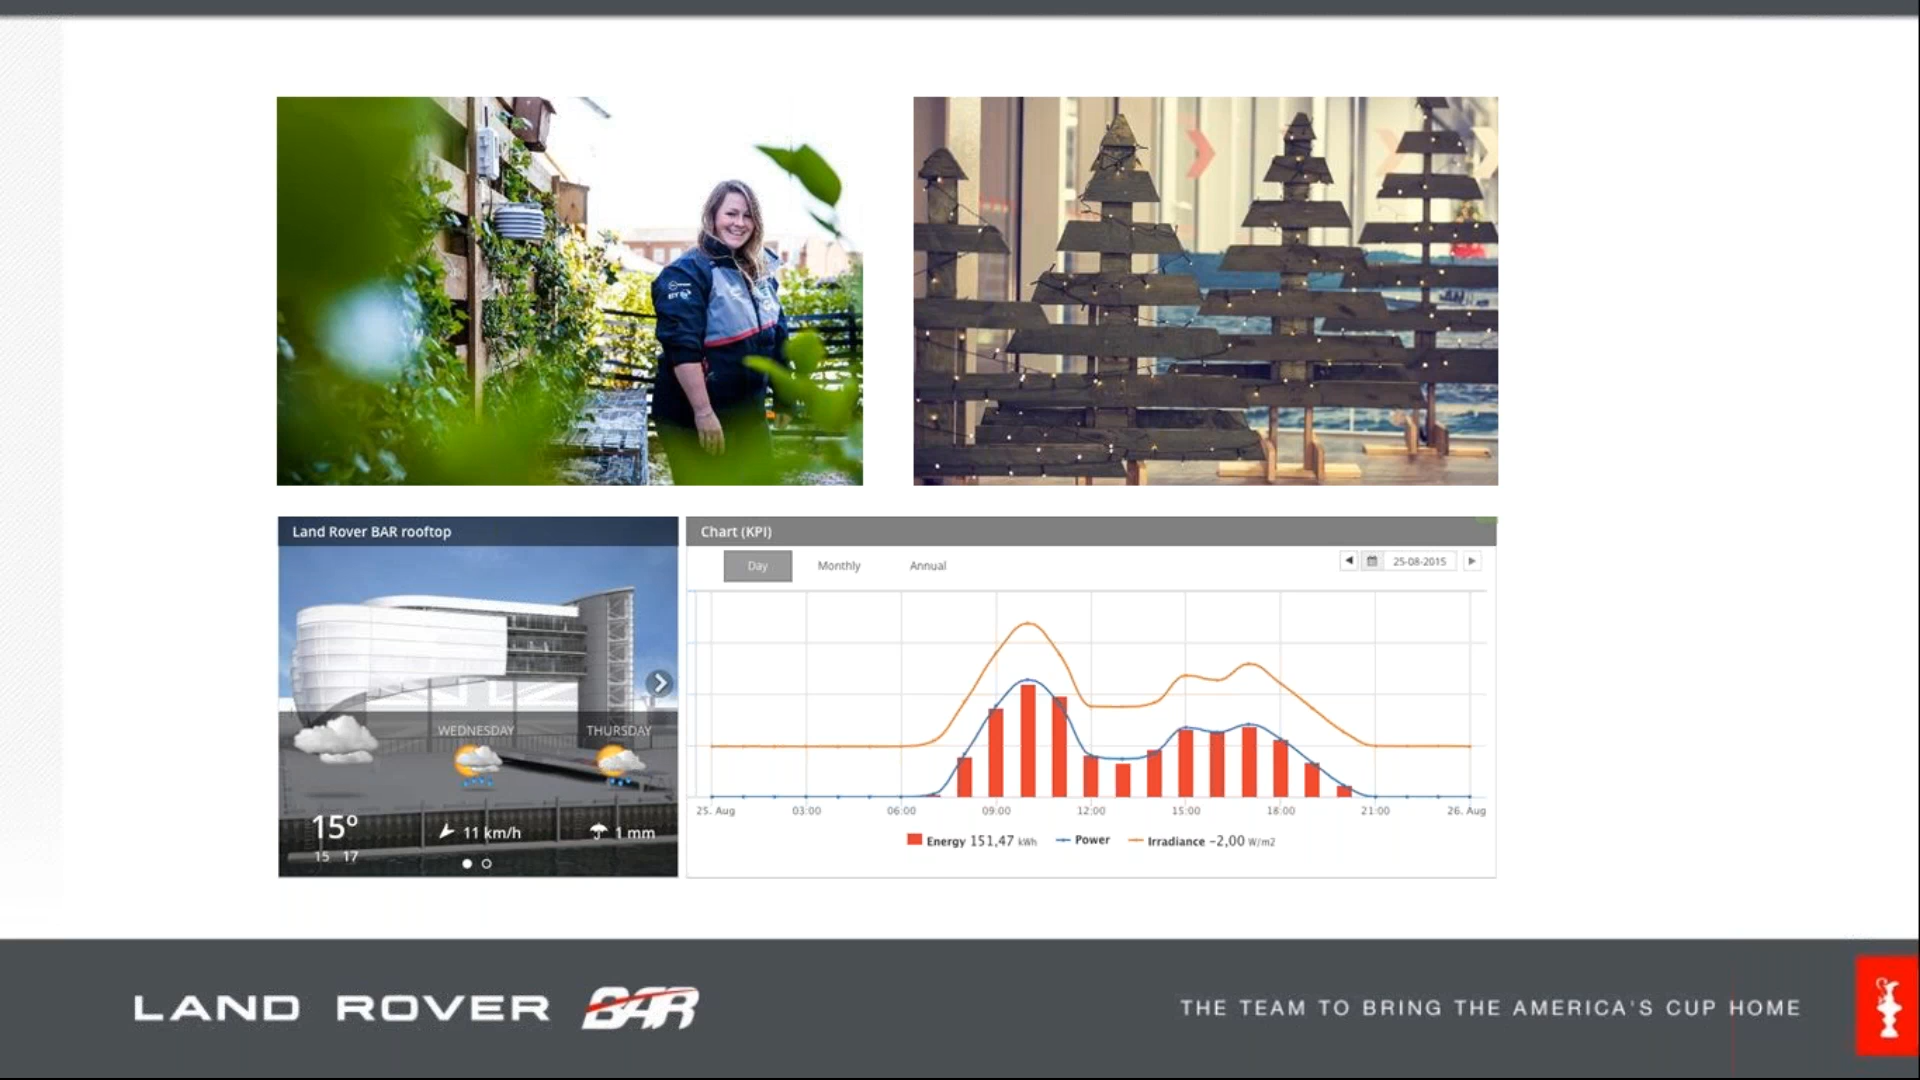 Land Rover BAR rooftop
WEDNESDAY
THURSDAY
15°
15 17
11 km/h
1 mm
Chart (KPI)
Day Monthly Annual
25-08-2015
25. Aug 03:00 06:00 09:00 12:00 15:00 18:00 21:00 26. Aug
Energy 151,47 kWh Power Irradiance -2,00 W/m2
LAND ROVER BAR
THE TEAM TO BRING THE AMERICA'S CUP HOME